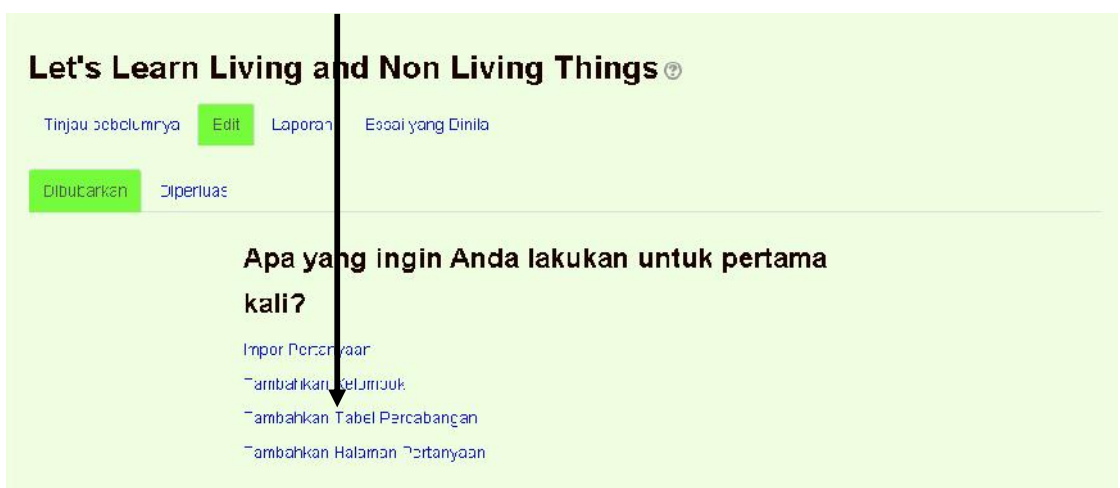 Let's Learn Living and Non Living Things
Tinjau sebelumnya Edit Laporan Essai yang Dinilai
Dibubarkan Diperluas
Apa yang ingin Anda lakukan untuk pertama
kali?
Impor Pertanyaan
Tambahkan Kelompok
Tambahkan Tabel Percabangan
Tambahkan Halaman Pertanyaan